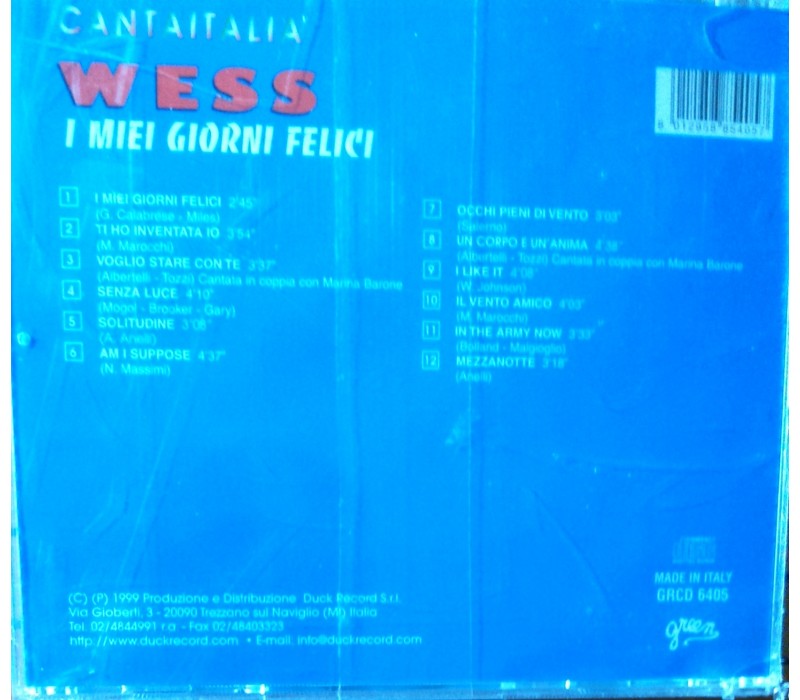 CANTAITALIA
WESS
I MIEI GIORNI FELICI
8 012958 854057
1 I MIEI GIORNI FELICI 2'45"
(G. Calabrese - Miles)
2 TI HO INVENTATA IO 3'54"
(M. Marocchi)
3 VOGLIO STARE CON TE 3'37"
(Albertelli - Tozzi) Cantata in coppia con Marina Barone
4 SENZA LUCE 4'10"
(Mogol - Brooker - Gary)
5 SOLITUDINE 3'08"
(A. Anelli)
6 AM I SUPPOSE 4'37"
(N. Massimi)
7 OCCHI PIENI DI VENTO 3'03"
(Salerno)
8 UN CORPO E UN'ANIMA 4'38"
(Albertelli - Tozzi) Cantata in coppia con Marina Barone
9 I LIKE IT 4'08"
(W. Johnson)
10 IL VENTO AMICO 4'03"
(M. Marocchi)
11 IN THE ARMY NOW 3'33"
(Bolland - Malgioglio)
12 MEZZANOTTE 3'18"
(Anelli)
(C) (P) 1999 Produzione e Distribuzione Duck Record S.r.l.
Via Gioberti, 3 - 20090 Trezzano sul Naviglio (MI) Italia
Tel. 02/4844991 r.a - Fax 02/48403323
http://www.duckrecord.com • E-mail: info@duckrecord.com
MADE IN ITALY
GRCD 6405
green